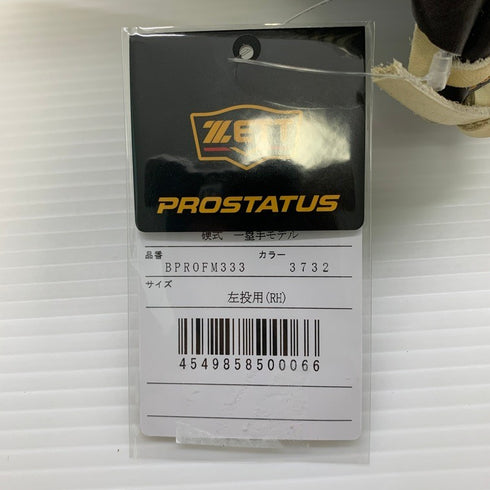 ZETT
PROSTATUS
硬式 一塁手モデル
品番 BPROFM333 カラー 3732
サイズ
左投用(RH)
4549858500066